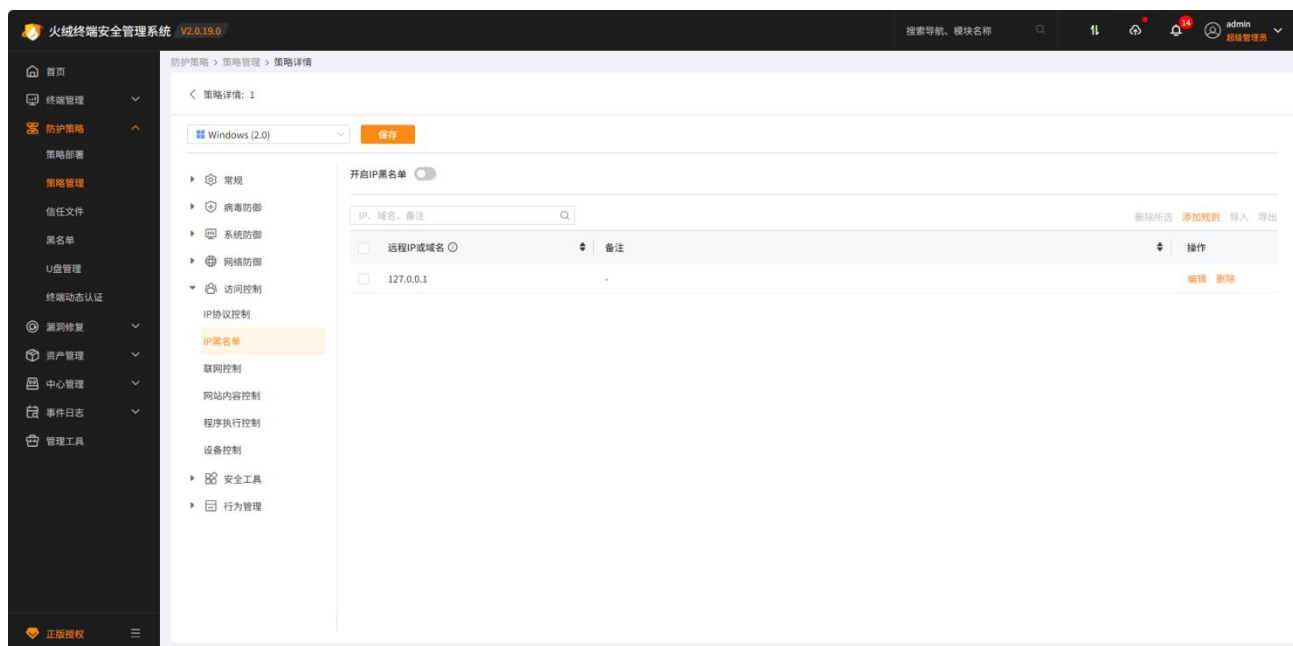 火绒终端安全管理系统 V2.0.19.0
搜索导航、模块名称
14
admin
超级管理员
首页
终端管理
防护策略
策略部署
策略管理
信任文件
黑名单
U盘管理
终端动态认证
漏洞修复
资产管理
中心管理
事件日志
管理工具
正版授权
防护策略 > 策略管理 > 策略详情
策略详情: 1
Windows (2.0)
保存
常规
病毒防御
系统防御
网络防御
访问控制
IP协议控制
IP黑名单
联网控制
网站内容控制
程序执行控制
设备控制
安全工具
行为管理
开启IP黑名单
IP、域名、备注
删除所选 添加规则 导入 导出
远程IP或域名 备注 操作
127.0.0.1 - 编辑 删除